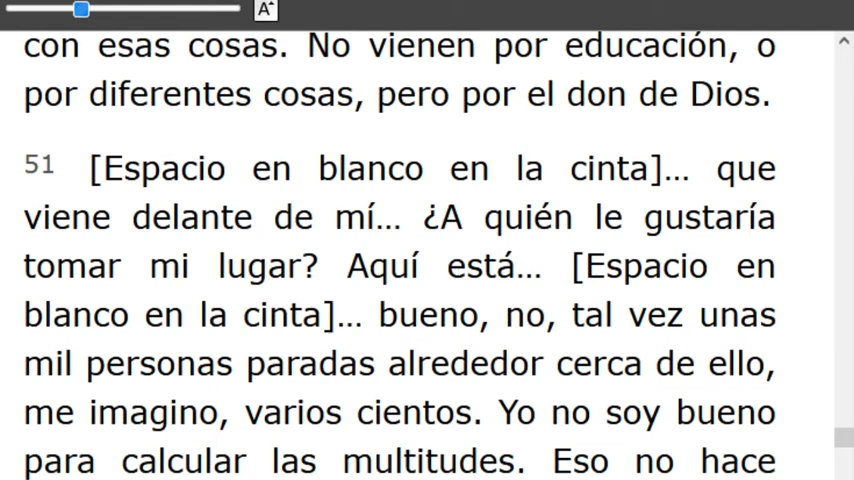 A
con esas cosas. No vienen por educación, o
por diferentes cosas, pero por el don de Dios.
51 [Espacio en blanco en la cinta]... que
viene delante de mí... ¿A quién le gustaría
tomar mi lugar? Aquí está... [Espacio en
blanco en la cinta]... bueno, no, tal vez unas
mil personas paradas alrededor cerca de ello,
me imagino, varios cientos. Yo no soy bueno
para calcular las multitudes. Eso no hace